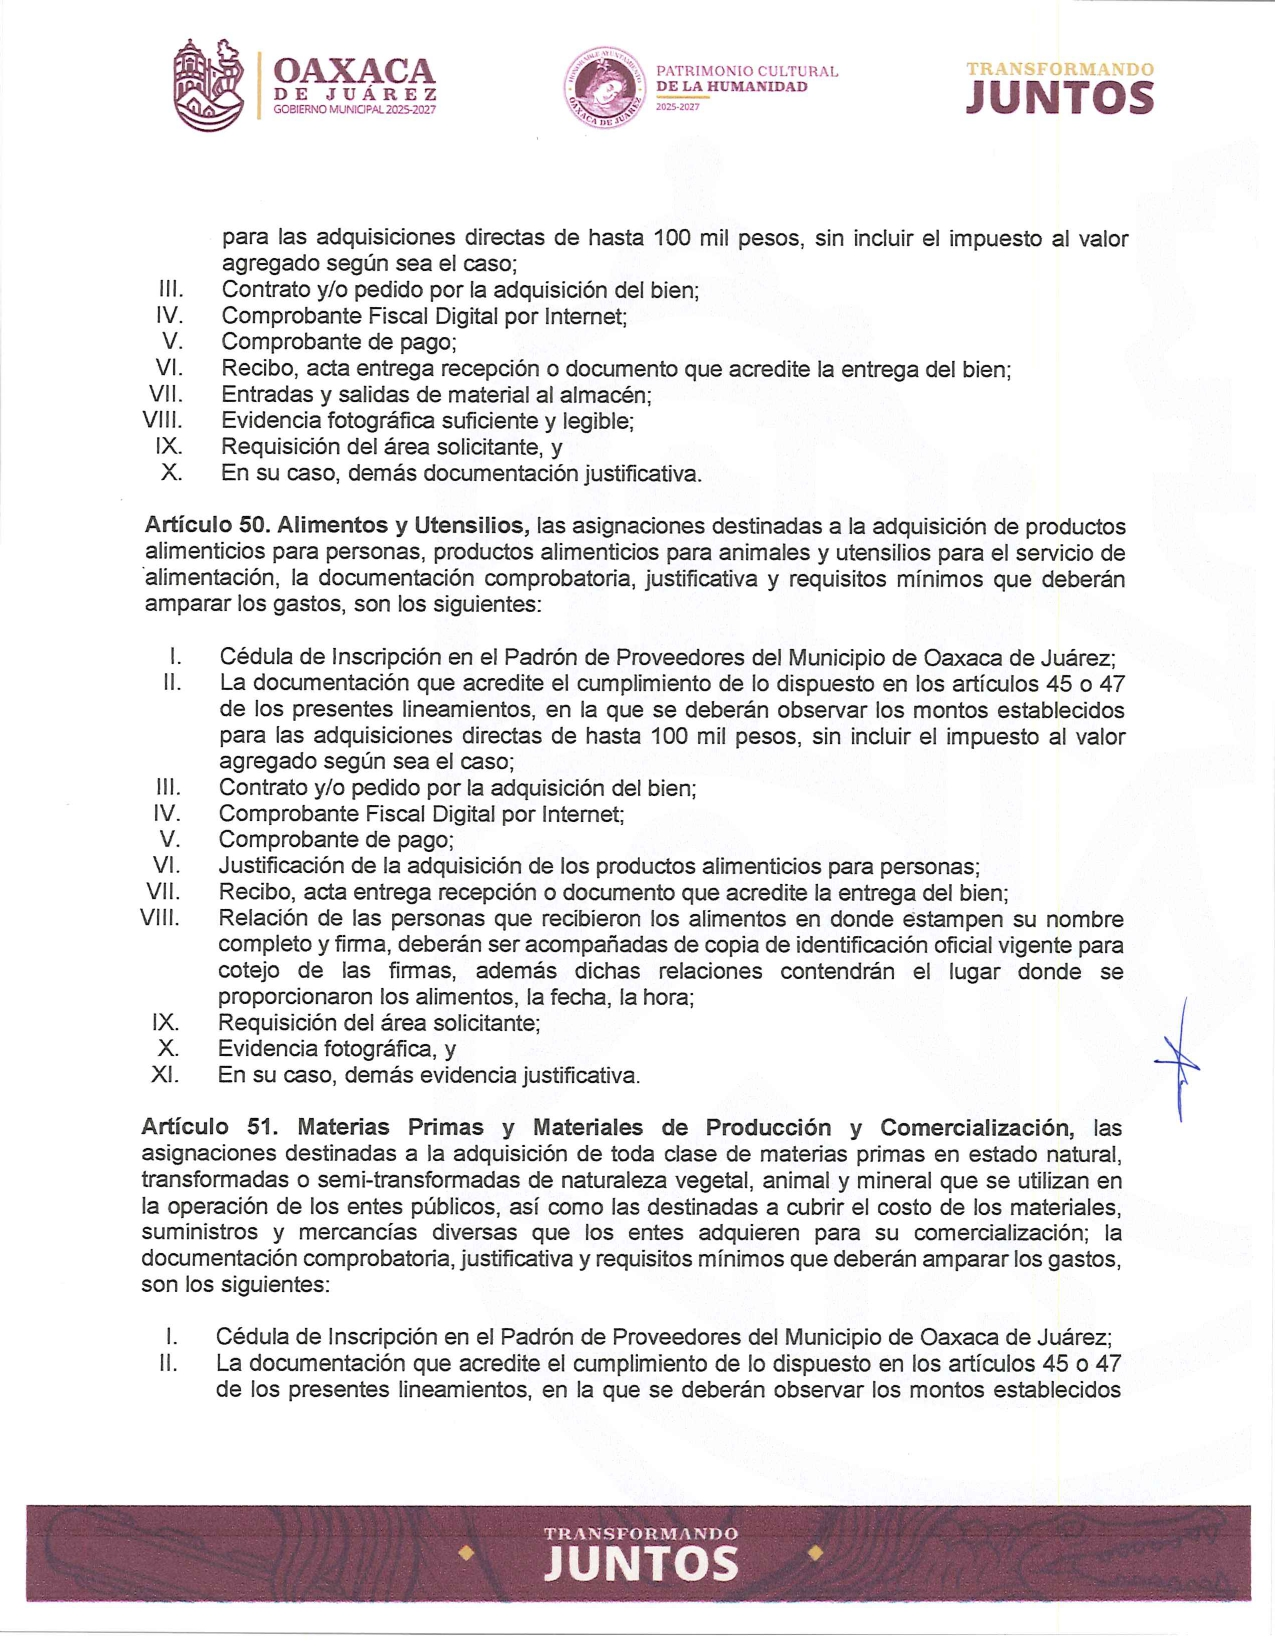 OAXACA
DE JUÁREZ
GOBIERNO MUNICIPAL 2025-2027
HONORABLE AYUNTAMIENTO
OAXACA DE JUÁREZ
PATRIMONIO CULTURAL
DE LA HUMANIDAD
2025-2027
TRANSFORMANDO
JUNTOS
para las adquisiciones directas de hasta 100 mil pesos, sin incluir el impuesto al valor
agregado según sea el caso;
III. Contrato y/o pedido por la adquisición del bien;
IV. Comprobante Fiscal Digital por Internet;
V. Comprobante de pago;
VI. Recibo, acta entrega recepción o documento que acredite la entrega del bien;
VII. Entradas y salidas de material al almacén;
VIII. Evidencia fotográfica suficiente y legible;
IX. Requisición del área solicitante, y
X. En su caso, demás documentación justificativa.
Artículo 50. Alimentos y Utensilios, las asignaciones destinadas a la adquisición de productos
alimenticios para personas, productos alimenticios para animales y utensilios para el servicio de
alimentación, la documentación comprobatoria, justificativa y requisitos mínimos que deberán
amparar los gastos, son los siguientes:
I. Cédula de Inscripción en el Padrón de Proveedores del Municipio de Oaxaca de Juárez;
II. La documentación que acredite el cumplimiento de lo dispuesto en los artículos 45 o 47
de los presentes lineamientos, en la que se deberán observar los montos establecidos
para las adquisiciones directas de hasta 100 mil pesos, sin incluir el impuesto al valor
agregado según sea el caso;
III. Contrato y/o pedido por la adquisición del bien;
IV. Comprobante Fiscal Digital por Internet;
V. Comprobante de pago;
VI. Justificación de la adquisición de los productos alimenticios para personas;
VII. Recibo, acta entrega recepción o documento que acredite la entrega del bien;
VIII. Relación de las personas que recibieron los alimentos en donde estampen su nombre
completo y firma, deberán ser acompañadas de copia de identificación oficial vigente para
cotejo de las firmas, además dichas relaciones contendrán el lugar donde se
proporcionaron los alimentos, la fecha, la hora;
IX. Requisición del área solicitante;
X. Evidencia fotográfica, y
XI. En su caso, demás evidencia justificativa.
Artículo 51. Materias Primas y Materiales de Producción y Comercialización, las
asignaciones destinadas a la adquisición de toda clase de materias primas en estado natural,
transformadas o semi-transformadas de naturaleza vegetal, animal y mineral que se utilizan en
la operación de los entes públicos, así como las destinadas a cubrir el costo de los materiales,
suministros y mercancías diversas que los entes adquieren para su comercialización; la
documentación comprobatoria, justificativa y requisitos mínimos que deberán amparar los gastos,
son los siguientes:
I. Cédula de Inscripción en el Padrón de Proveedores del Municipio de Oaxaca de Juárez;
II. La documentación que acredite el cumplimiento de lo dispuesto en los artículos 45 o 47
de los presentes lineamientos, en la que se deberán observar los montos establecidos
TRANSFORMANDO
JUNTOS